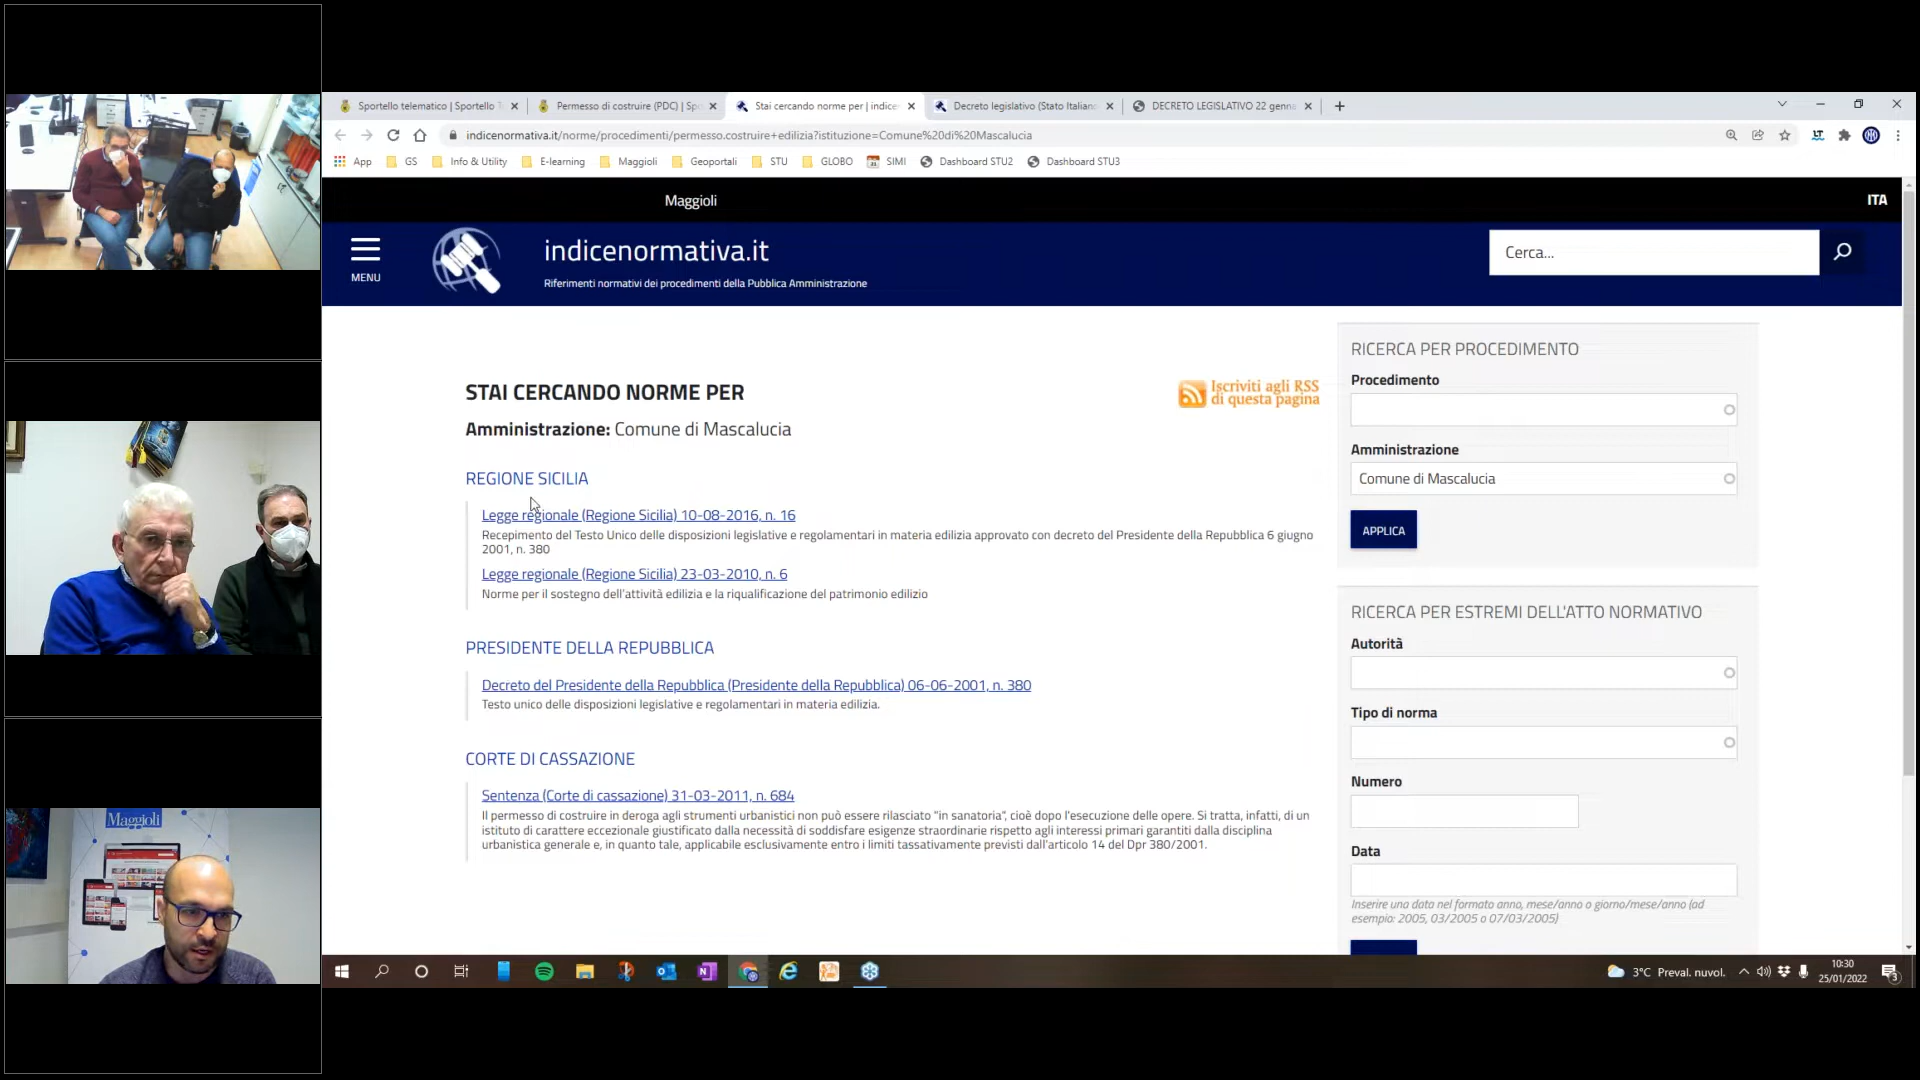 Sportello telematico | Sportello T
Permesso di costruire (PDC) | Sp
Stai cercando norme per | indice
Decreto legislativo (Stato Italiano
DECRETO LEGISLATIVO 22 genna
indicenormativa.it/norme/procedimenti/permesso.costruire+edilizia?istituzione=Comune%20di%20Mascalucia
App
GS
Info & Utility
E-learning
Maggioli
Geoportali
STU
GLOBO
SIMI
Dashboard STU2
Dashboard STU3
Maggioli
ITA
MENU
indicenormativa.it
Riferimenti normativi dei procedimenti della Pubblica Amministrazione
Cerca...
STAI CERCANDO NORME PER
Iscriviti agli RSS
di questa pagina
Amministrazione: Comune di Mascalucia
REGIONE SICILIA
Legge regionale (Regione Sicilia) 10-08-2016, n. 16
Recepimento del Testo Unico delle disposizioni legislative e regolamentari in materia edilizia approvato con decreto del Presidente della Repubblica 6 giugno
2001, n. 380
Legge regionale (Regione Sicilia) 23-03-2010, n. 6
Norme per il sostegno dell'attività edilizia e la riqualificazione del patrimonio edilizio
PRESIDENTE DELLA REPUBBLICA
Decreto del Presidente della Repubblica (Presidente della Repubblica) 06-06-2001, n. 380
Testo unico delle disposizioni legislative e regolamentari in materia edilizia.
CORTE DI CASSAZIONE
Sentenza (Corte di cassazione) 31-03-2011, n. 684
Il permesso di costruire in deroga agli strumenti urbanistici non può essere rilasciato "in sanatoria", cioè dopo l'esecuzione delle opere. Si tratta, infatti, di un
istituto di carattere eccezionale giustificato dalla necessità di soddisfare esigenze straordinarie rispetto agli interessi primari garantiti dalla disciplina
urbanistica generale e, in quanto tale, applicabile esclusivamente entro i limiti tassativamente previsti dall'articolo 14 del Dpr 380/2001.
RICERCA PER PROCEDIMENTO
Procedimento
Amministrazione
Comune di Mascalucia
APPLICA
RICERCA PER ESTREMI DELL'ATTO NORMATIVO
Autorità
Tipo di norma
Numero
Data
Inserire una data nel formato anno, mese/anno o giorno/mese/anno (ad
esempio: 2005, 03/2005 o 07/03/2005)
Maggioli
3°C Preval. nuvol.
10:30
25/01/2022